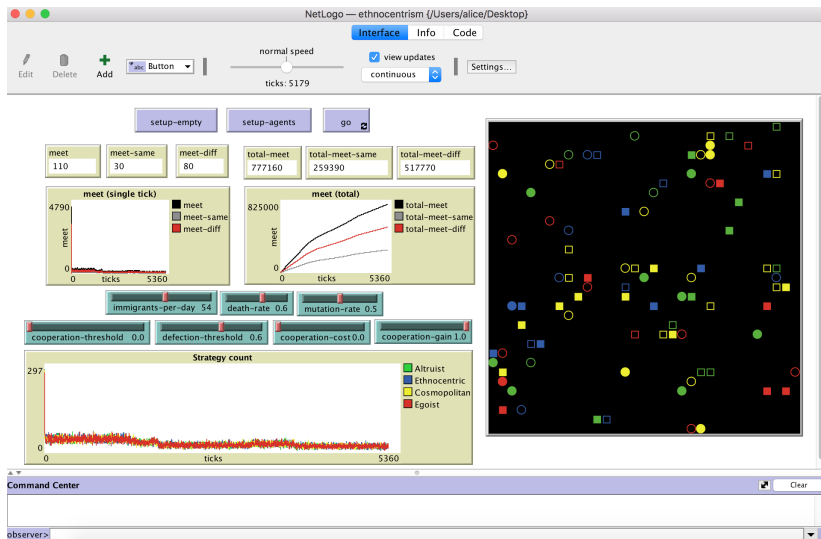 NetLogo — ethnocentrism {/Users/alice/Desktop}
Interface Info Code
Edit Delete Add abc Button normal speed ticks: 5179 view updates continuous Settings...
setup-empty setup-agents go
meet 110 meet-same 30 meet-diff 80
total-meet 777160 total-meet-same 259390 total-meet-diff 517770
meet (single tick)
4790
meet
0
0 ticks 5360
meet
meet-same
meet-diff
meet (total)
825000
meet
0
0 ticks 5360
total-meet
total-meet-same
total-meet-diff
immigrants-per-day 54 death-rate 0.6 mutation-rate 0.5
cooperation-threshold 0.0 defection-threshold 0.6 cooperation-cost 0.0 cooperation-gain 1.0
Strategy count
297
0
0 ticks 5360
Altruist
Ethnocentric
Cosmopolitan
Egoist
Command Center Clear
observer>